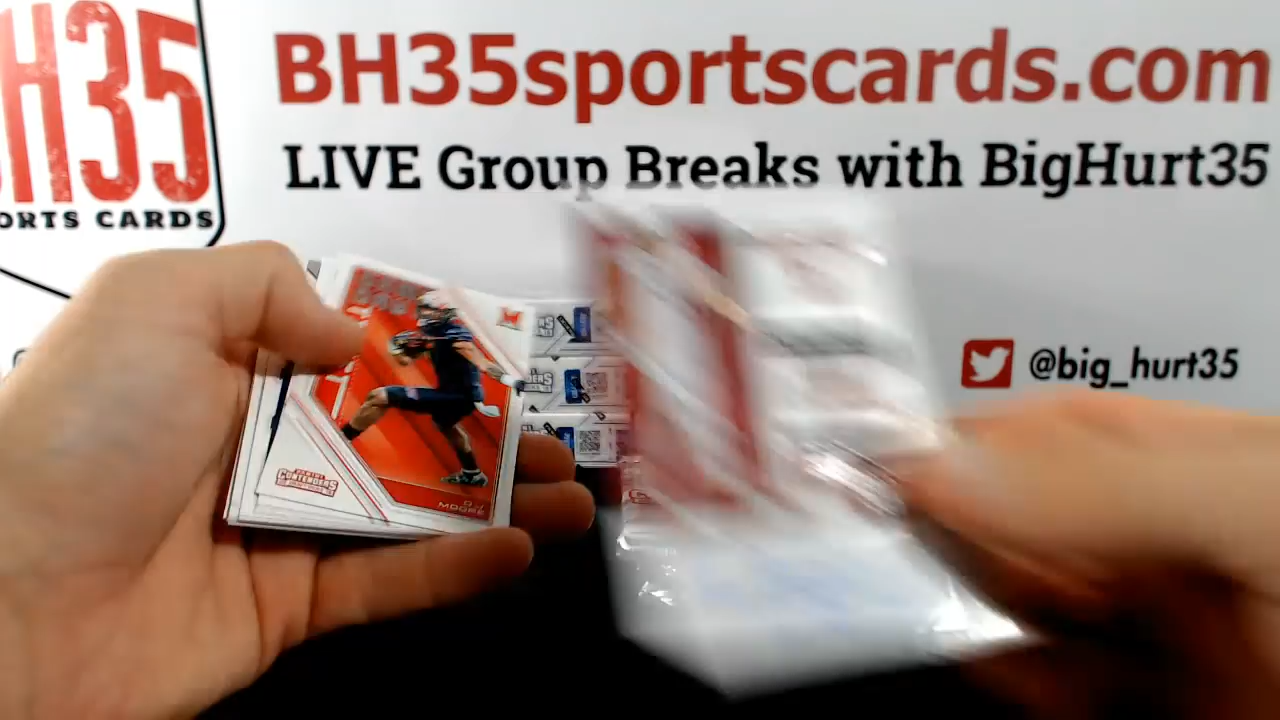 BH35sportscards.com
LIVE Group Breaks with BigHurt35
H35
ORTS CARDS
@big_hurt35
PANINI
CONTENDERS
MOORE